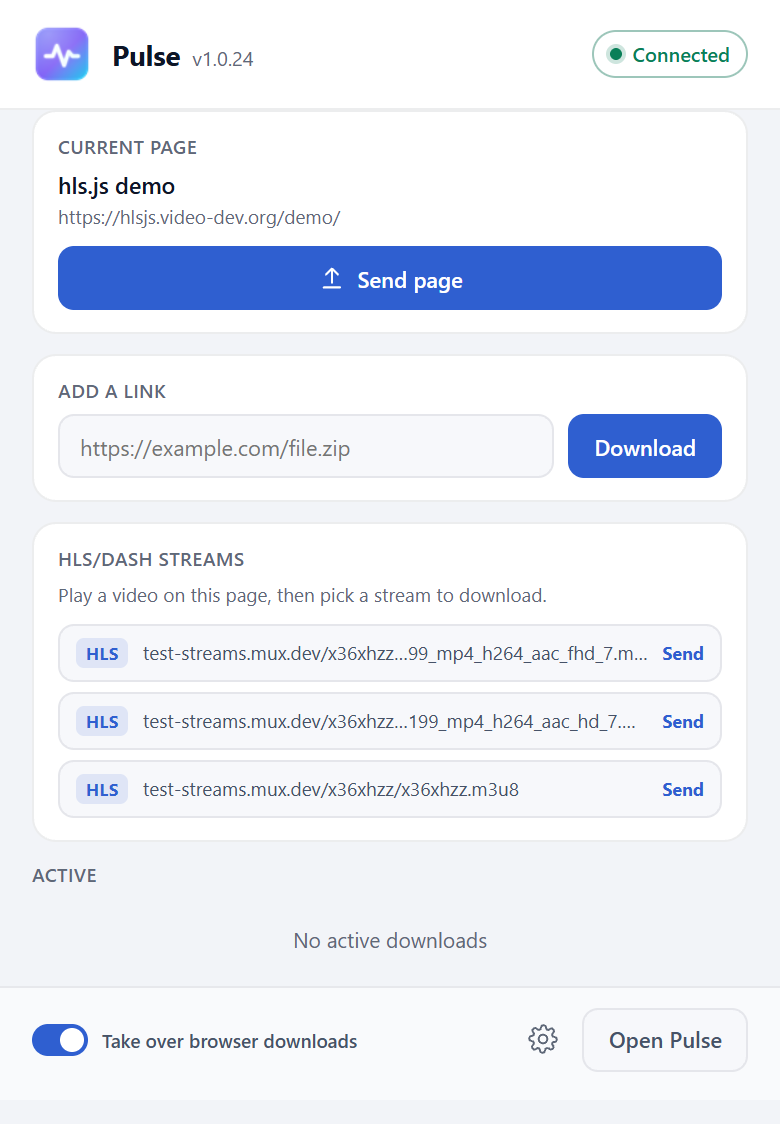 Pulse v1.0.24
Connected
CURRENT PAGE
hls.js demo
https://hlsjs.video-dev.org/demo/
Send page
ADD A LINK
https://example.com/file.zip
Download
HLS/DASH STREAMS
Play a video on this page, then pick a stream to download.
HLS test-streams.mux.dev/x36xhzz...99_mp4_h264_aac_fhd_7.m... Send
HLS test-streams.mux.dev/x36xhzz...199_mp4_h264_aac_hd_7.... Send
HLS test-streams.mux.dev/x36xhzz/x36xhzz.m3u8 Send
ACTIVE
No active downloads
Take over browser downloads
Open Pulse